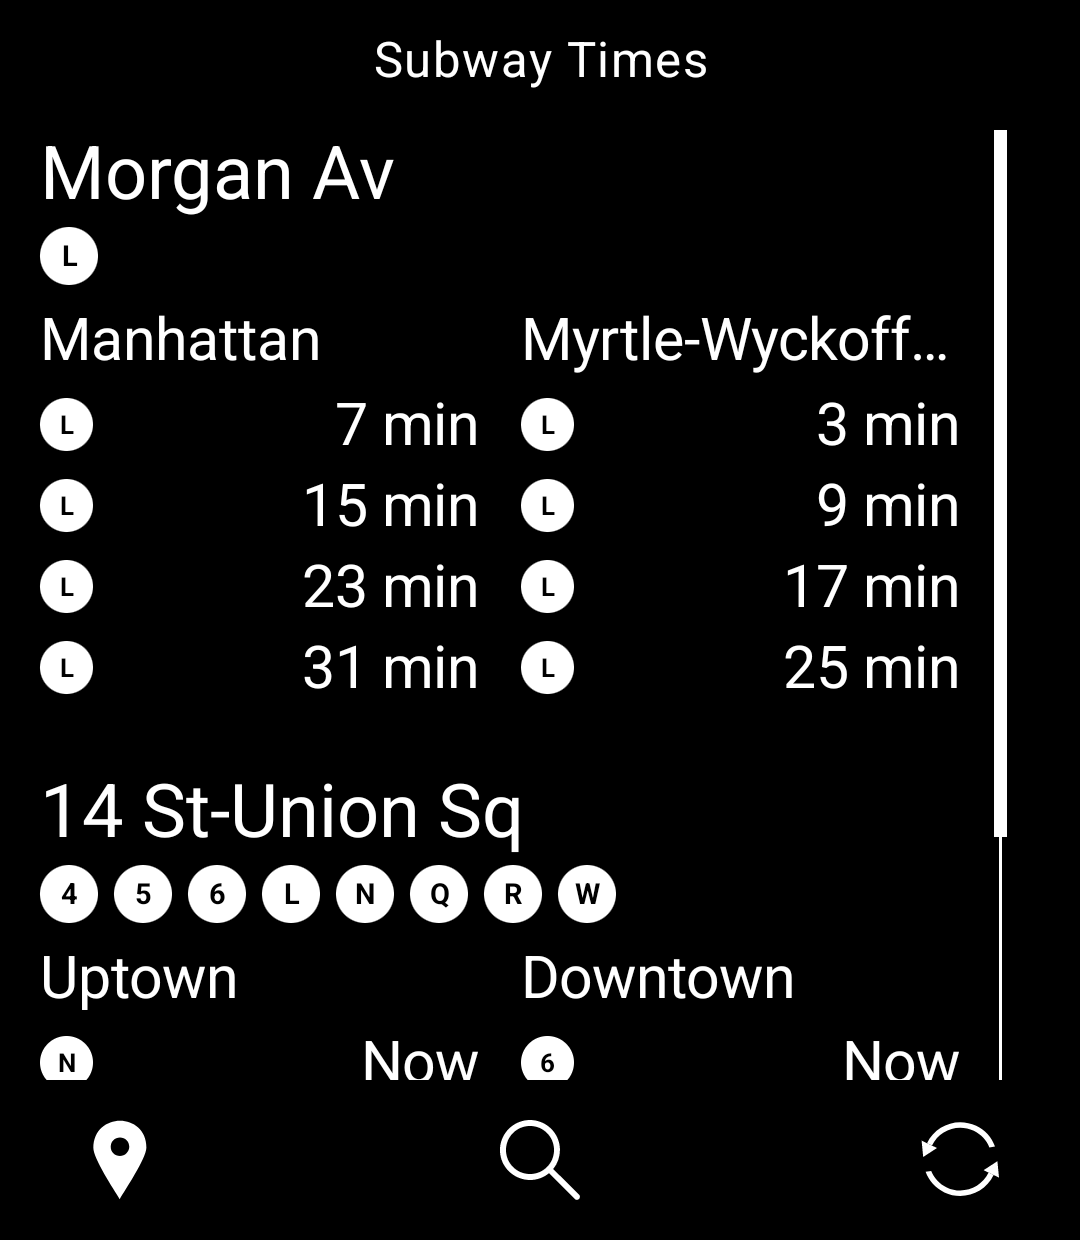 Subway Times
Morgan Av
L
Manhattan Myrtle-Wyckoff...
L 7 min L 3 min
L 15 min L 9 min
L 23 min L 17 min
L 31 min L 25 min
14 St-Union Sq
4 5 6 L N Q R W
Uptown Downtown
N Now 6 Now